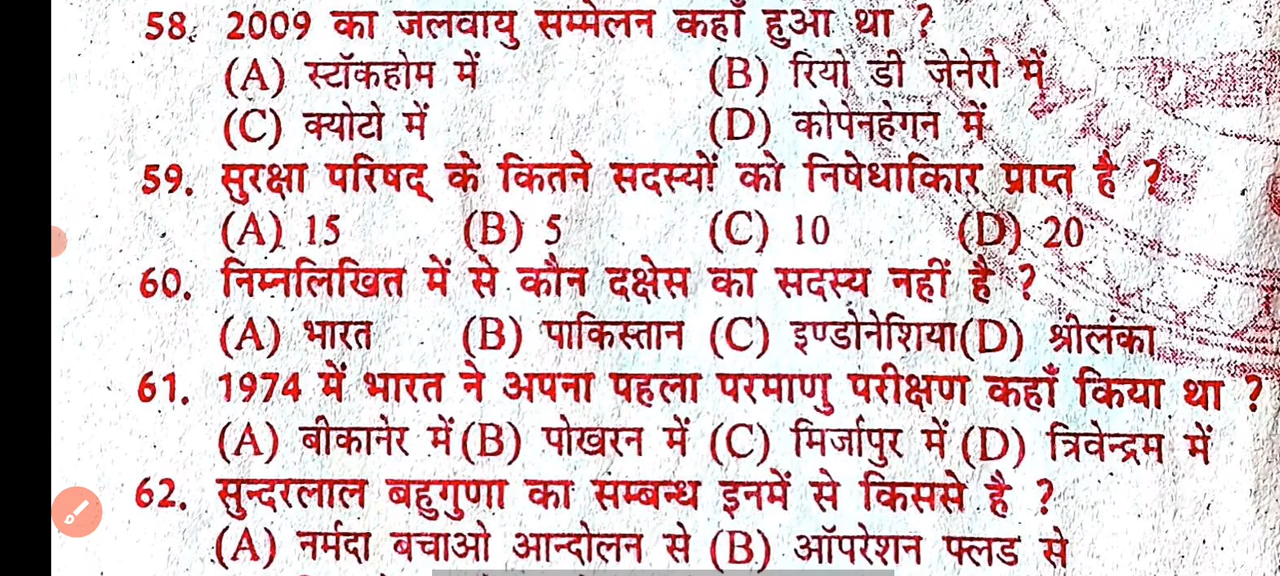 58. 2009 का जलवायु सम्मेलन कहाँ हुआ था ?
(A) स्टॉकहोम में (B) रियो डी जेनेरो में
(C) क्योटो में (D) कोपेनहेगन में
59. सुरक्षा परिषद् के कितने सदस्यों को निषेधाकिार प्राप्त है ?
(A) 15 (B) 5 (C) 10 (D) 20
60. निम्नलिखित में से कौन दक्षेस का सदस्य नहीं है ?
(A) भारत (B) पाकिस्तान (C) इण्डोनेशिया (D) श्रीलंका
61. 1974 में भारत ने अपना पहला परमाणु परीक्षण कहाँ किया था ?
(A) बीकानेर में (B) पोखरन में (C) मिर्जापुर में (D) त्रिवेन्द्रम में
62. सुन्दरलाल बहुगुणा का सम्बन्ध इनमें से किससे है ?
(A) नर्मदा बचाओ आन्दोलन से (B) ऑपरेशन फ्लड से